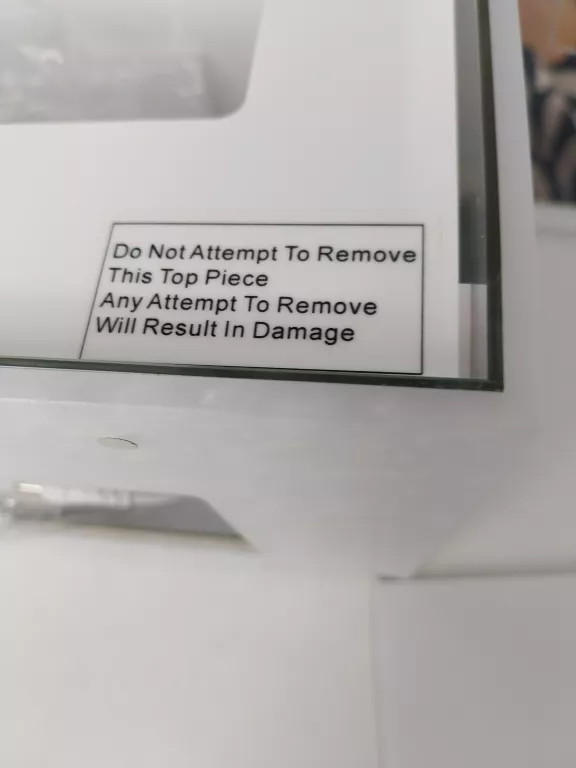 Do Not Attempt To Remove
This Top Piece
Any Attempt To Remove
Will Result In Damage